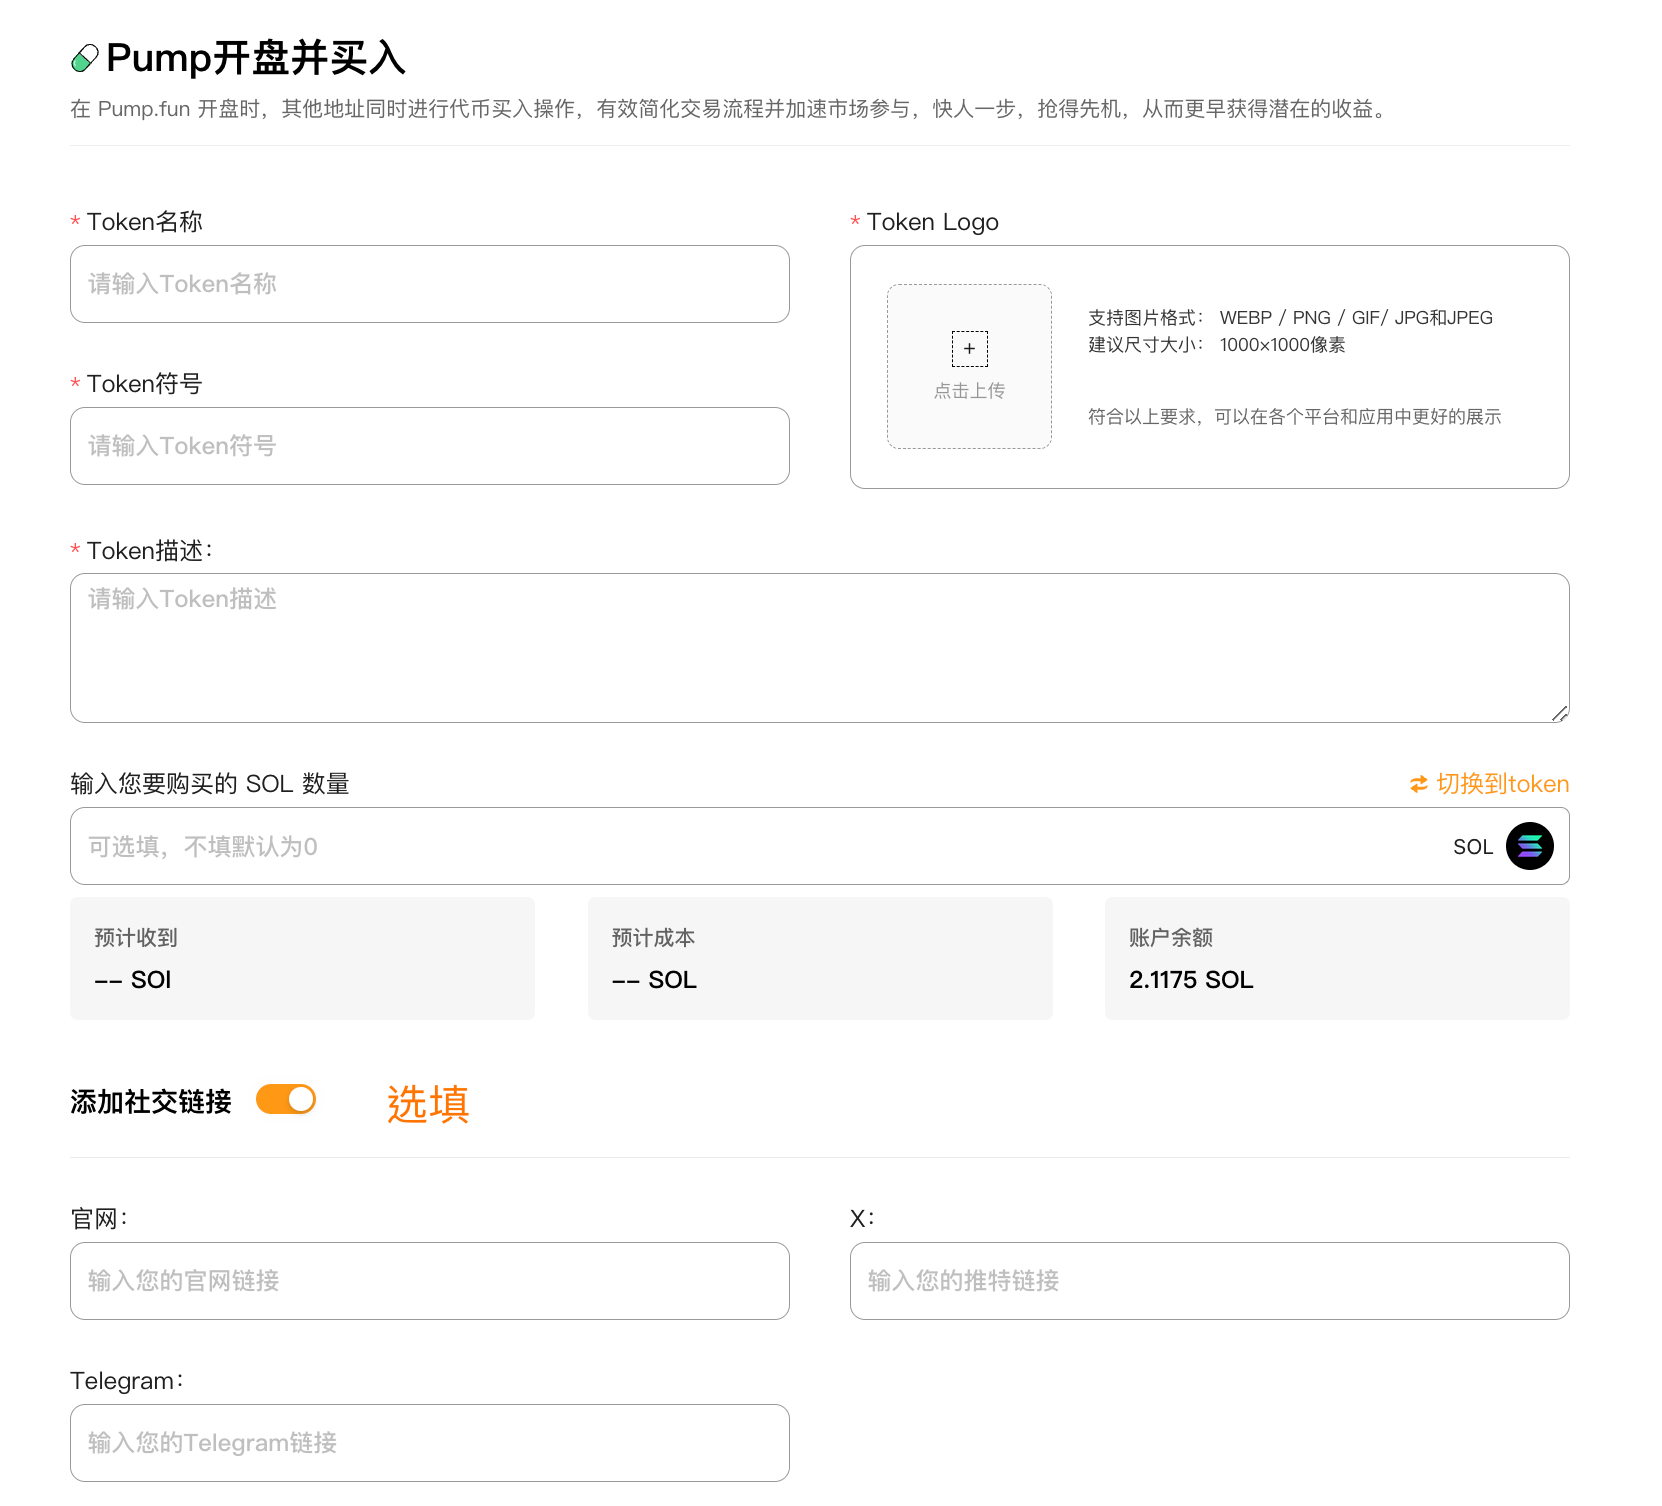 Pump开盘并买入
在 Pump.fun 开盘时，其他地址同时进行代币买入操作，有效简化交易流程并加速市场参与，快人一步，抢得先机，从而更早获得潜在的收益。
* Token名称
请输入Token名称
* Token符号
请输入Token符号
* Token Logo
+
点击上传
支持图片格式： WEBP / PNG / GIF/ JPG和JPEG
建议尺寸大小： 1000×1000像素
符合以上要求，可以在各个平台和应用中更好的展示
* Token描述：
请输入Token描述
输入您要购买的 SOL 数量
切换到token
可选填，不填默认为0
SOL
预计收到
-- SOl
预计成本
-- SOL
账户余额
2.1175 SOL
添加社交链接
选填
官网：
输入您的官网链接
X：
输入您的推特链接
Telegram：
输入您的Telegram链接